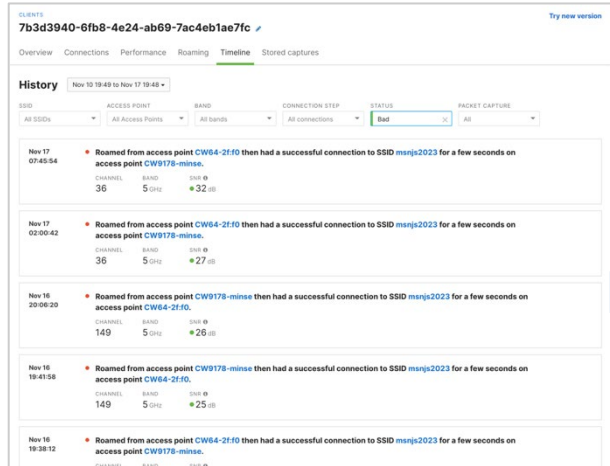 CLIENTS
Try new version
7b3d3940-6fb8-4e24-ab69-7ac4eb1ae7fc
Overview Connections Performance Roaming Timeline Stored captures
History Nov 10 19:49 to Nov 17 19:48
SSID ACCESS POINT BAND CONNECTION STEP STATUS PACKET CAPTURE
All SSIDs All Access Points All bands All connections Bad All
Nov 17 07:45:54
Roamed from access point CW64-2f:f0 then had a successful connection to SSID msnjs2023 for a few seconds on
access point CW9178-minse.
CHANNEL BAND SNR
36 5 GHz 32 dB
Nov 17 02:00:42
Roamed from access point CW64-2f:f0 then had a successful connection to SSID msnjs2023 for a few seconds on
access point CW9178-minse.
CHANNEL BAND SNR
36 5 GHz 27 dB
Nov 16 20:06:20
Roamed from access point CW9178-minse then had a successful connection to SSID msnjs2023 for a few seconds on
access point CW64-2f:f0.
CHANNEL BAND SNR
149 5 GHz 26 dB
Nov 16 19:41:58
Roamed from access point CW9178-minse then had a successful connection to SSID msnjs2023 for a few seconds on
access point CW64-2f:f0.
CHANNEL BAND SNR
149 5 GHz 25 dB
Nov 16 19:38:12
Roamed from access point CW64-2f:f0 then had a successful connection to SSID msnjs2023 for a few seconds on
access point CW9178-minse.
CHANNEL BAND SNR